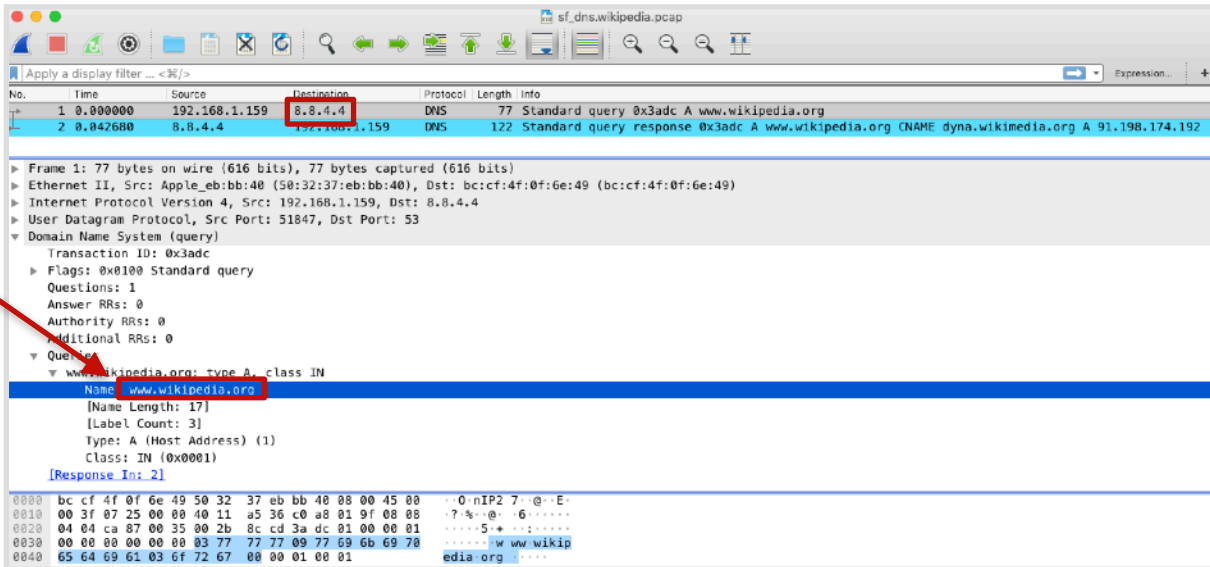 sf_dns.wikipedia.pcap
Apply a display filter ... <⌘/>
Expression... +
No. Time Source Destination Protocol Length Info
1 0.000000 192.168.1.159 8.8.4.4 DNS 77 Standard query 0x3adc A www.wikipedia.org
2 0.042680 8.8.4.4 192.168.1.159 DNS 122 Standard query response 0x3adc A www.wikipedia.org CNAME dyna.wikimedia.org A 91.198.174.192
Frame 1: 77 bytes on wire (616 bits), 77 bytes captured (616 bits)
Ethernet II, Src: Apple_eb:bb:40 (50:32:37:eb:bb:40), Dst: bc:cf:4f:0f:6e:49 (bc:cf:4f:0f:6e:49)
Internet Protocol Version 4, Src: 192.168.1.159, Dst: 8.8.4.4
User Datagram Protocol, Src Port: 51847, Dst Port: 53
Domain Name System (query)
Transaction ID: 0x3adc
Flags: 0x0100 Standard query
Questions: 1
Answer RRs: 0
Authority RRs: 0
Additional RRs: 0
Queries
www.wikipedia.org: type A, class IN
Name: www.wikipedia.org
[Name Length: 17]
[Label Count: 3]
Type: A (Host Address) (1)
Class: IN (0x0001)
[Response In: 2]
0000 bc cf 4f 0f 6e 49 50 32 37 eb bb 40 08 00 45 00 ··O·nIP2 7··@··E·
0010 00 3f 07 25 00 00 40 11 a5 36 c0 a8 01 9f 08 08 ·?·%··@· ·6······
0020 04 04 ca 87 00 35 00 2b 8c cd 3a dc 01 00 00 01 ·····5·+ ··:·····
0030 00 00 00 00 00 00 03 77 77 77 09 77 69 6b 69 70 ·······w ww·wikip
0040 65 64 69 61 03 6f 72 67 00 00 01 00 01 edia·org ·····